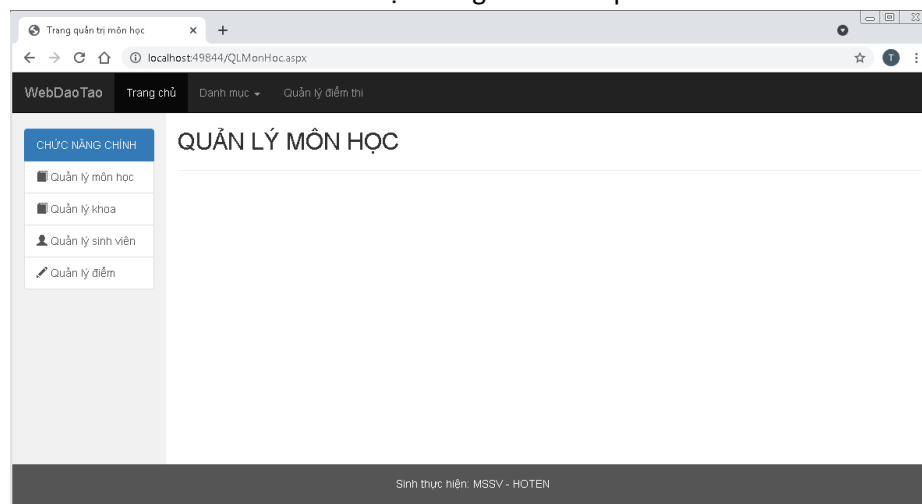 Trang quản trị môn học
localhost:49844/QLMonHoc.aspx
T
WebDaoTao Trang chủ Danh mục Quản lý điểm thi
CHỨC NĂNG CHÍNH
Quản lý môn học
Quản lý khoa
Quản lý sinh viên
Quản lý điểm
QUẢN LÝ MÔN HỌC
Sinh thực hiện: MSSV - HOTEN